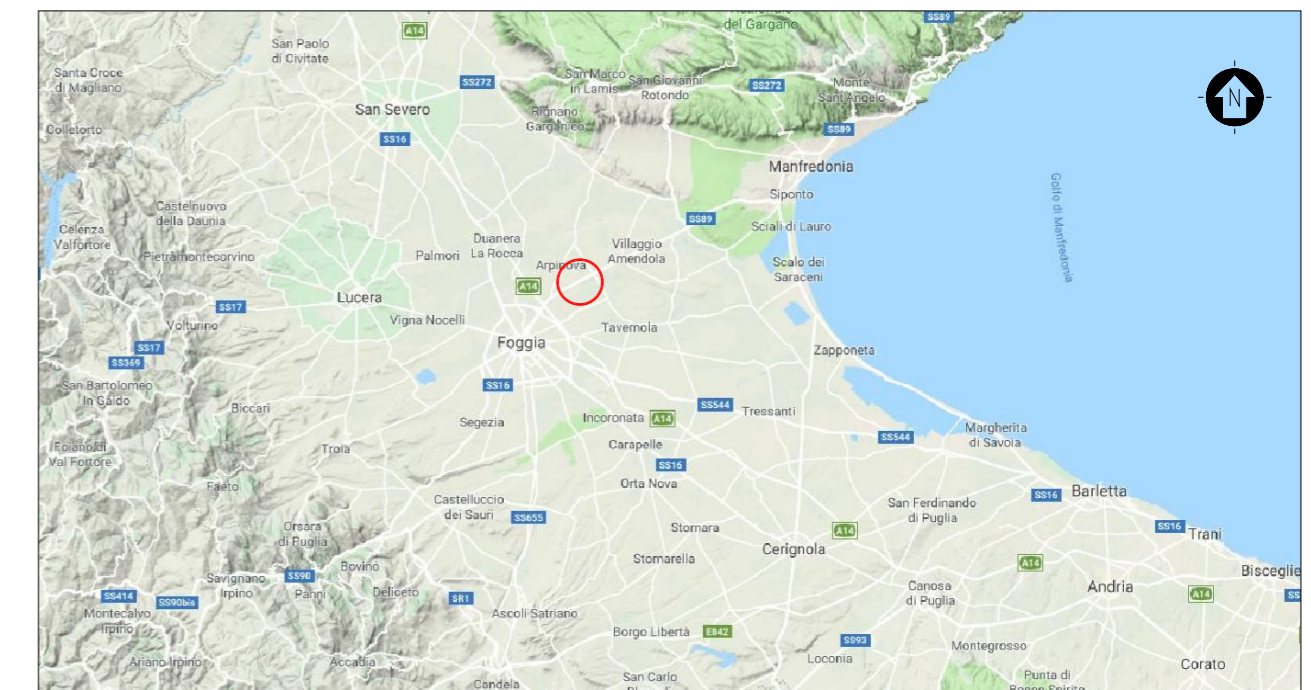 del Gargano
SS89
A14
San Paolo
di Civitate
Santa Croce
di Magliano
SS272
San Marco
in Lamis
San Giovanni
Rotondo
SS272
Monte
Sant'Angelo
N
San Severo
Rignano
Garganico
Colletorto
SS16
SS89
Manfredonia
Siponto
Golfo di Manfredonia
Castelnuovo
della Daunia
SS89
Sciali di Lauro
Celenza
Valfortore
Pietramontecorvino
Palmori
Duanera
La Rocca
Villaggio
Amendola
Arpinova
Scalo dei
Saraceni
A14
Lucera
SS17
Volturino
Vigna Nocelli
Tavernola
Foggia
SS17
SS369
Zapponeta
San Bartolomeo
in Galdo
SS16
Biccari
Segezia
Incoronata
A14
SS544
Tressanti
Margherita
di Savoia
SS544
Foiano di
Val Fortore
Troia
Carapelle
SS16
Orta Nova
Faeto
Castelluccio
dei Sauri
SS655
San Ferdinando
di Puglia
SS16
Barletta
Orsara
di Puglia
Stornara
A14
SS16
Trani
Cerignola
Stornarella
Bovino
A14
Bisceglie
Savignano
Irpino
SS90
Panni
Deliceto
SR1
Canosa
di Puglia
Andria
A14
SS
SS414
SS90bis
Montecalvo
Irpino
Ascoli Satriano
Borgo Libertà
E842
SS93
Loconia
Montegrosso
Ariano Irpino
Accadia
Corato
Candela
San Carlo
Punta di